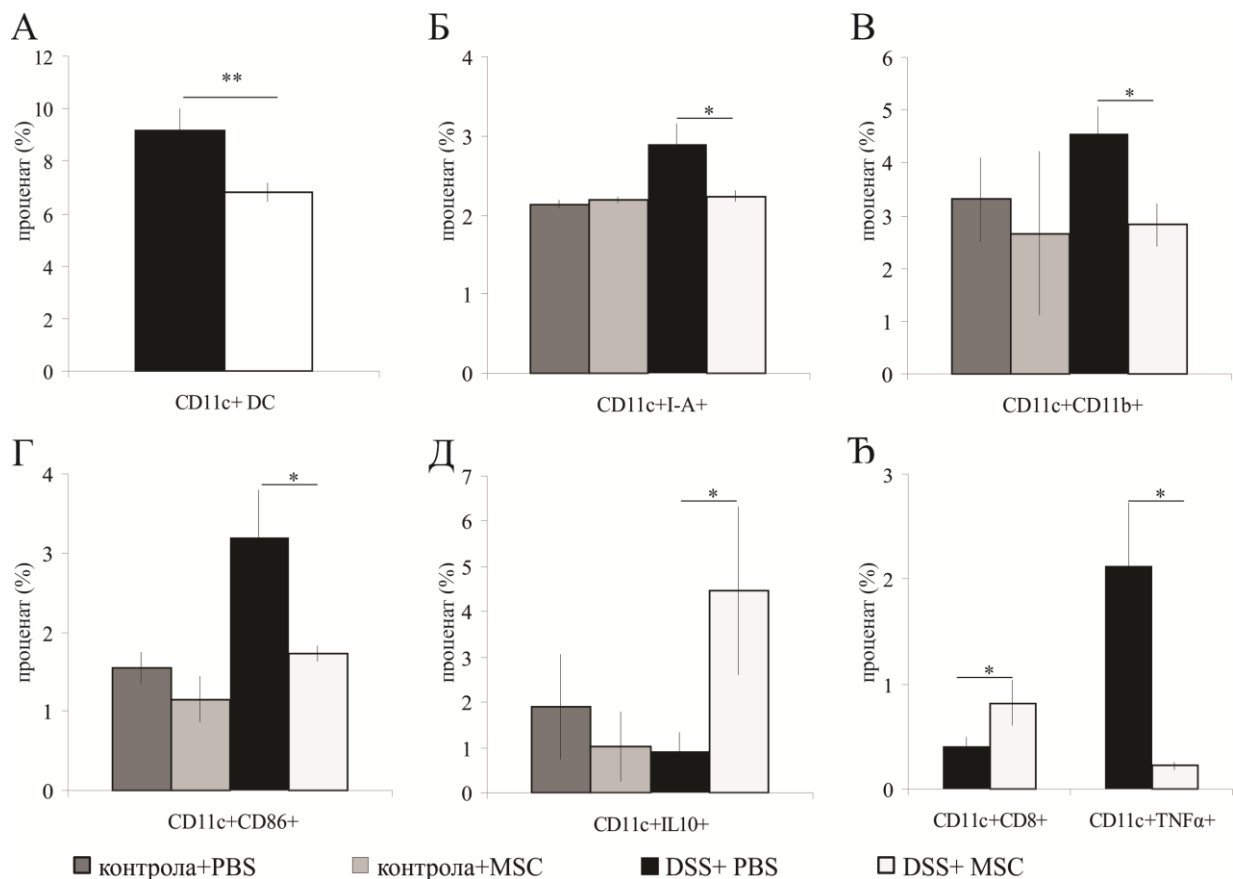 А
12
10
8
6
4
2
0
проценат (%)
**
CD11c+ DC
Б
4
3
2
1
0
проценат (%)
*
CD11c+I-A+
В
6
5
4
3
2
1
0
проценат (%)
*
CD11c+CD11b+
Г
4
3
2
1
0
проценат (%)
*
CD11c+CD86+
Д
7
6
5
4
3
2
1
0
проценат (%)
*
CD11c+IL10+
Ђ
3
2
1
0
проценат (%)
*
*
CD11c+CD8+ CD11c+TNFα+
контрола+PBS контрола+MSC DSS+ PBS DSS+ MSC